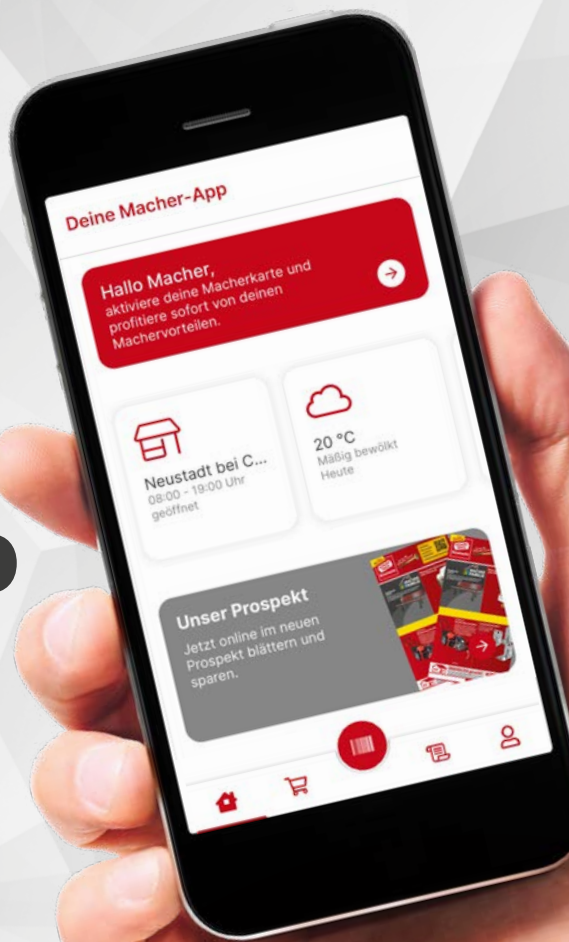 Deine Macher-App
Hallo Macher,
aktiviere deine Macherkarte und
profitiere sofort von deinen
Machervorteilen.
Neustadt bei C...
08:00 - 19:00 Uhr
geöffnet
20 °C
Mäßig bewölkt
Heute
Unser Prospekt
Jetzt online im neuen
Prospekt blättern und
sparen.